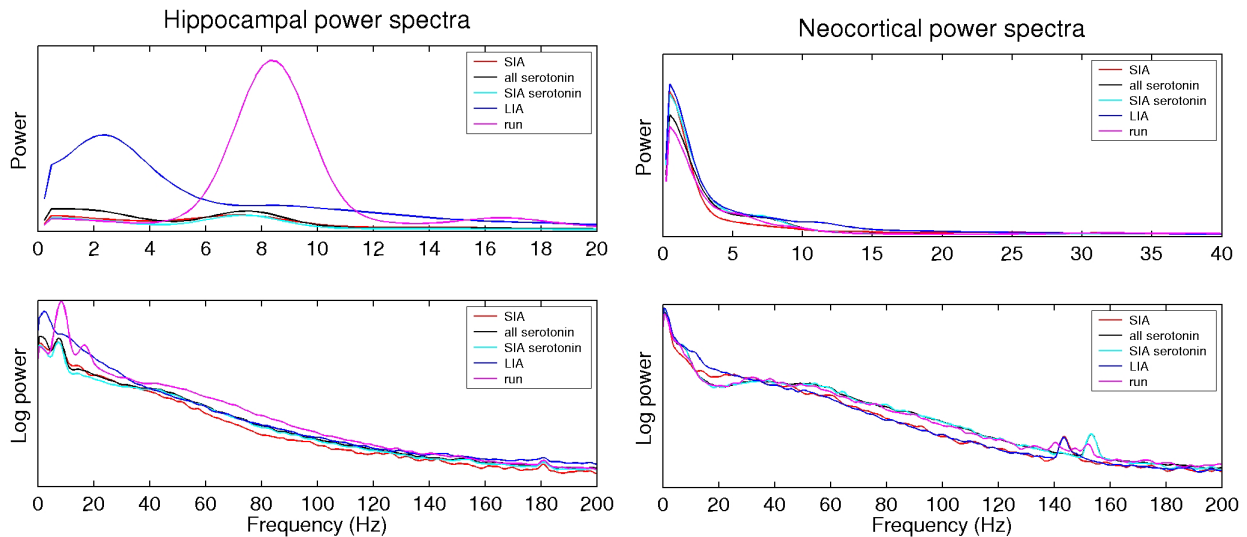 Hippocampal power spectra
Power
SIA
all serotonin
SIA serotonin
LIA
run
0 2 4 6 8 10 12 14 16 18 20
Neocortical power spectra
Power
SIA
all serotonin
SIA serotonin
LIA
run
0 5 10 15 20 25 30 35 40
Log power
SIA
all serotonin
SIA serotonin
LIA
run
0 20 40 60 80 100 120 140 160 180 200
Frequency (Hz)
Log power
SIA
all serotonin
SIA serotonin
LIA
run
0 20 40 60 80 100 120 140 160 180 200
Frequency (Hz)